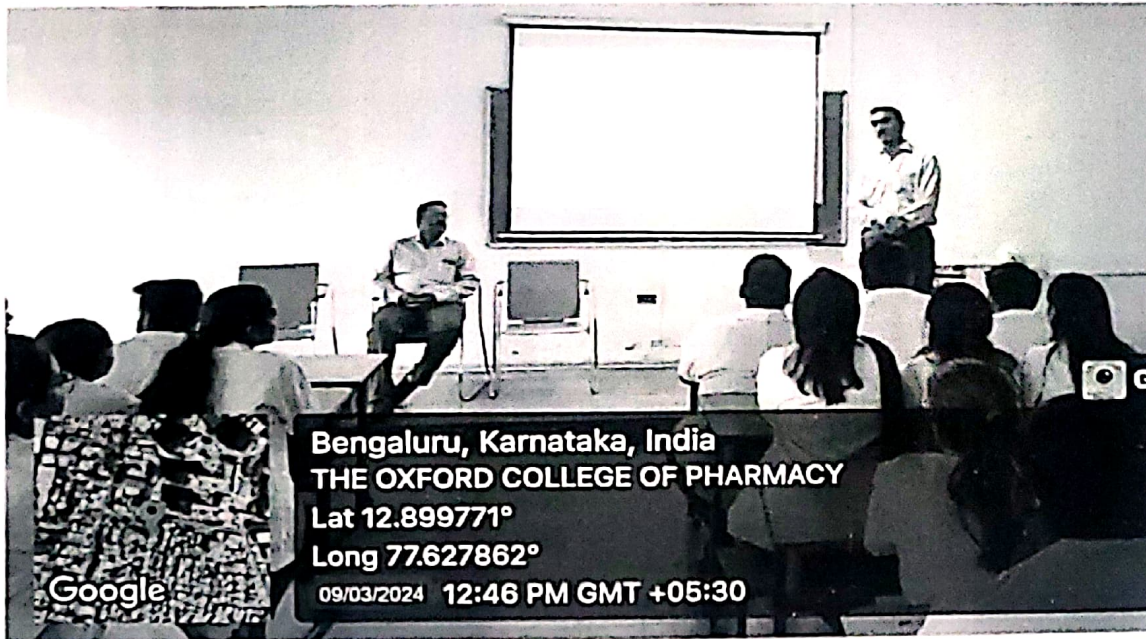 Bengaluru, Karnataka, India
THE OXFORD COLLEGE OF PHARMACY
Lat 12.899771°
Long 77.627862°
09/03/2024 12:46 PM GMT +05:30
Google
G